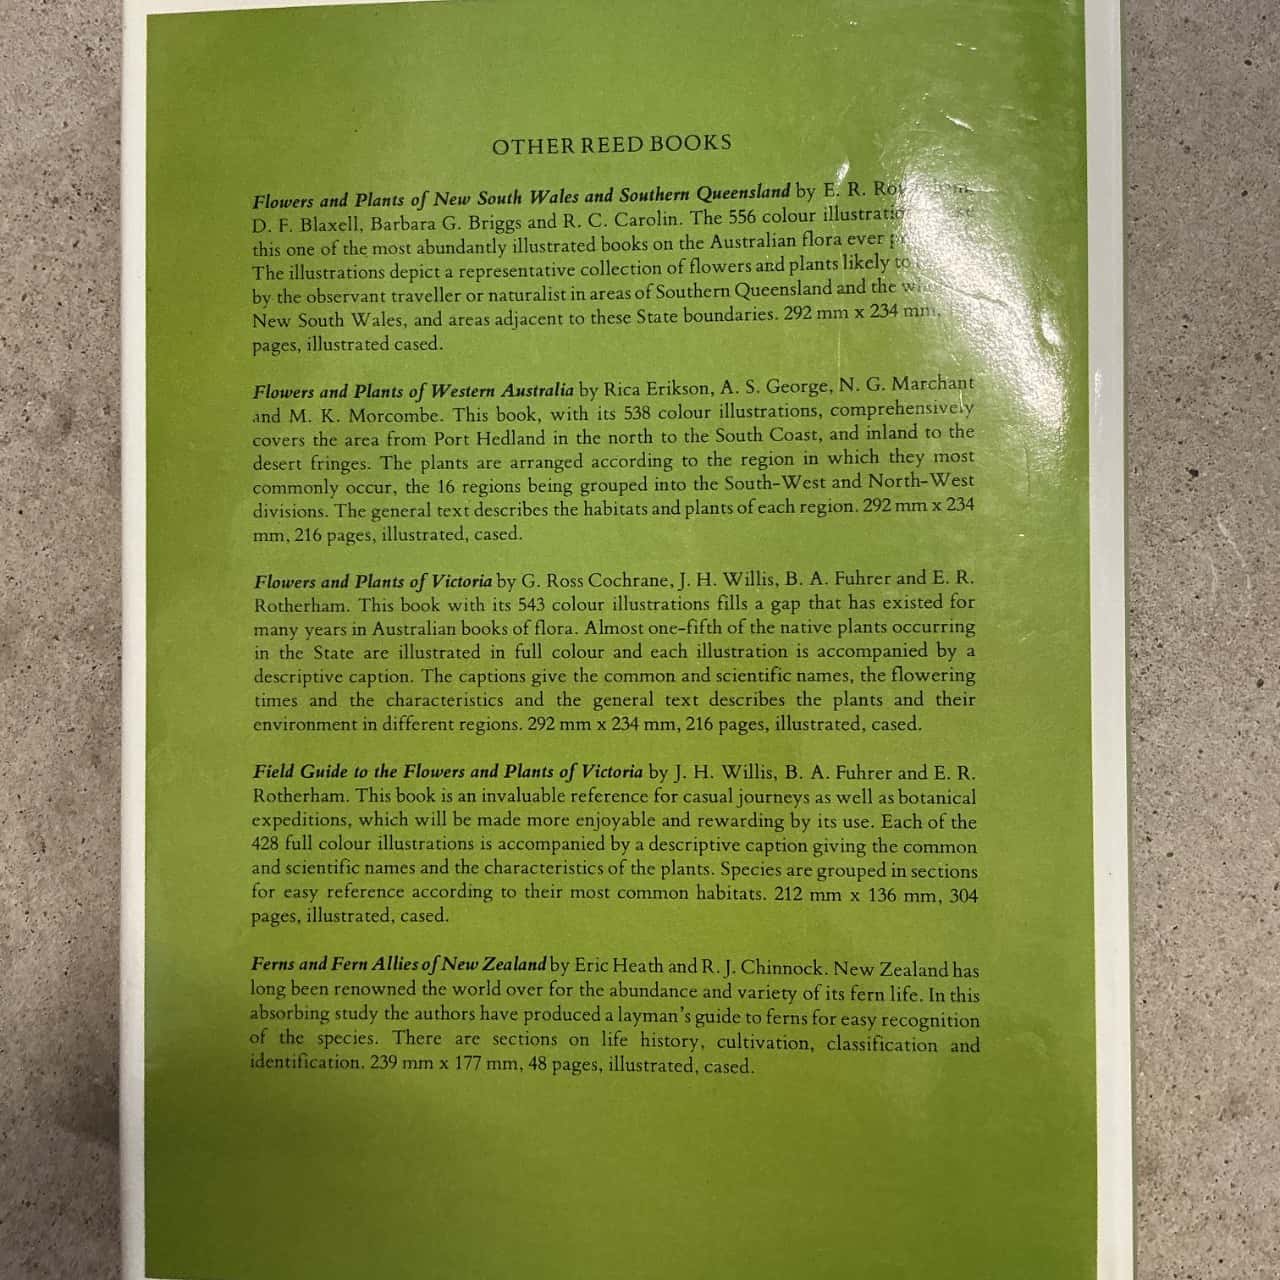 OTHER REED BOOKS
Flowers and Plants of New South Wales and Southern Queensland by E. R.
D. F. Blaxell, Barbara G. Briggs and R. C. Carolin. The 556 colour
this one of the most abundantly illustrated books on the Australian flora ever
The illustrations depict a representative collection of flowers and plants likely to
by the observant traveller or naturalist in areas of Southern Queensland and the
New South Wales, and areas adjacent to these State boundaries. 292 mm x 234 mm,
pages, illustrated cased.
Flowers and Plants of Western Australia by Rica Erikson, A. S. George, N. G. Marchant
and M. K. Morcombe. This book, with its 538 colour illustrations, comprehensively
covers the area from Port Hedland in the north to the South Coast, and inland to the
desert fringes. The plants are arranged according to the region in which they most
commonly occur, the 16 regions being grouped into the South-West and North-West
divisions. The general text describes the habitats and plants of each region. 292 mm x 234
mm, 216 pages, illustrated, cased.
Flowers and Plants of Victoria by G. Ross Cochrane, J. H. Willis, B. A. Fuhrer and E. R.
Rotherham. This book with its 543 colour illustrations fills a gap that has existed for
many years in Australian books of flora. Almost one-fifth of the native plants occurring
in the State are illustrated in full colour and each illustration is accompanied by a
descriptive caption. The captions give the common and scientific names, the flowering
times and the characteristics and the general text describes the plants and their
environment in different regions. 292 mm x 234 mm, 216 pages, illustrated, cased.
Field Guide to the Flowers and Plants of Victoria by J. H. Willis, B. A. Fuhrer and E. R.
Rotherham. This book is an invaluable reference for casual journeys as well as botanical
expeditions, which will be made more enjoyable and rewarding by its use. Each of the
428 full colour illustrations is accompanied by a descriptive caption giving the common
and scientific names and the characteristics of the plants. Species are grouped in sections
for easy reference according to their most common habitats. 212 mm x 136 mm, 304
pages, illustrated, cased.
Ferns and Fern Allies of New Zealand by Eric Heath and R. J. Chinnock. New Zealand has
long been renowned the world over for the abundance and variety of its fern life. In this
absorbing study the authors have produced a layman's guide to ferns for easy recognition
of the species. There are sections on life history, cultivation, classification and
identification. 239 mm x 177 mm, 48 pages, illustrated, cased.